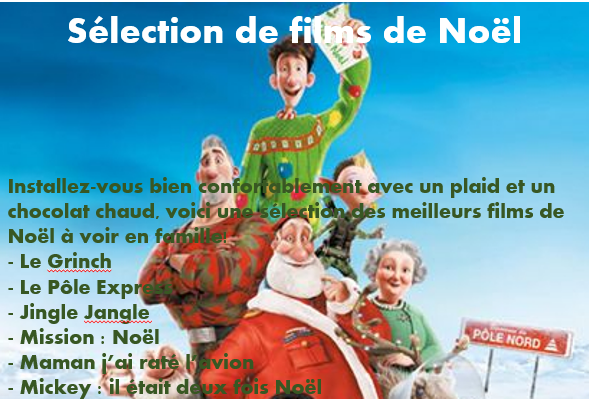 Sélection de films de Noël
Installez-vous bien confortablement avec un plaid et un
chocolat chaud, voici une sélection des meilleurs films de
Noël à voir en famille!
- Le Grinch
- Le Pôle Express
- Jingle Jangle
- Mission : Noël
- Maman j'ai raté l'avion
- Mickey : il était deux fois Noël
PÔLE NORD